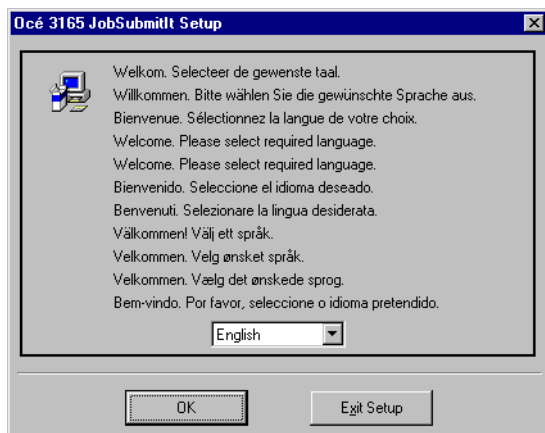 Océ 3165 JobSubmitIt Setup
Welkom. Selecteer de gewenste taal.
Willkommen. Bitte wählen Sie die gewünschte Sprache aus.
Bienvenue. Sélectionnez la langue de votre choix.
Welcome. Please select required language.
Welcome. Please select required language.
Bienvenido. Seleccione el idioma deseado.
Benvenuti. Selezionare la lingua desiderata.
Välkommen! Välj ett språk.
Velkommen. Velg ønsket språk.
Velkommen. Vælg det ønskede sprog.
Bem-vindo. Por favor, seleccione o idioma pretendido.
English
OK
Exit Setup